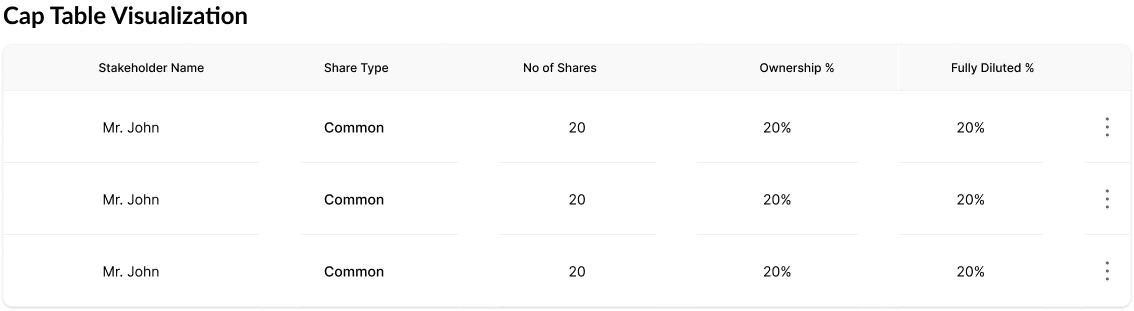 Cap Table Visualization
Stakeholder Name Share Type No of Shares Ownership % Fully Diluted %
Mr. John Common 20 20% 20%
Mr. John Common 20 20% 20%
Mr. John Common 20 20% 20%